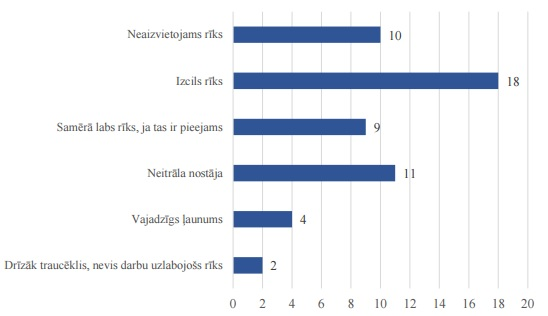 Neaizvietojams rīks 10
Izcils rīks 18
Samērā labs rīks, ja tas ir pieejams 9
Neitrāla nostāja 11
Vajadzīgs ļaunums 4
Drīzāk traucēklis, nevis darbu uzlabojošs rīks 2
0 2 4 6 8 10 12 14 16 18 20